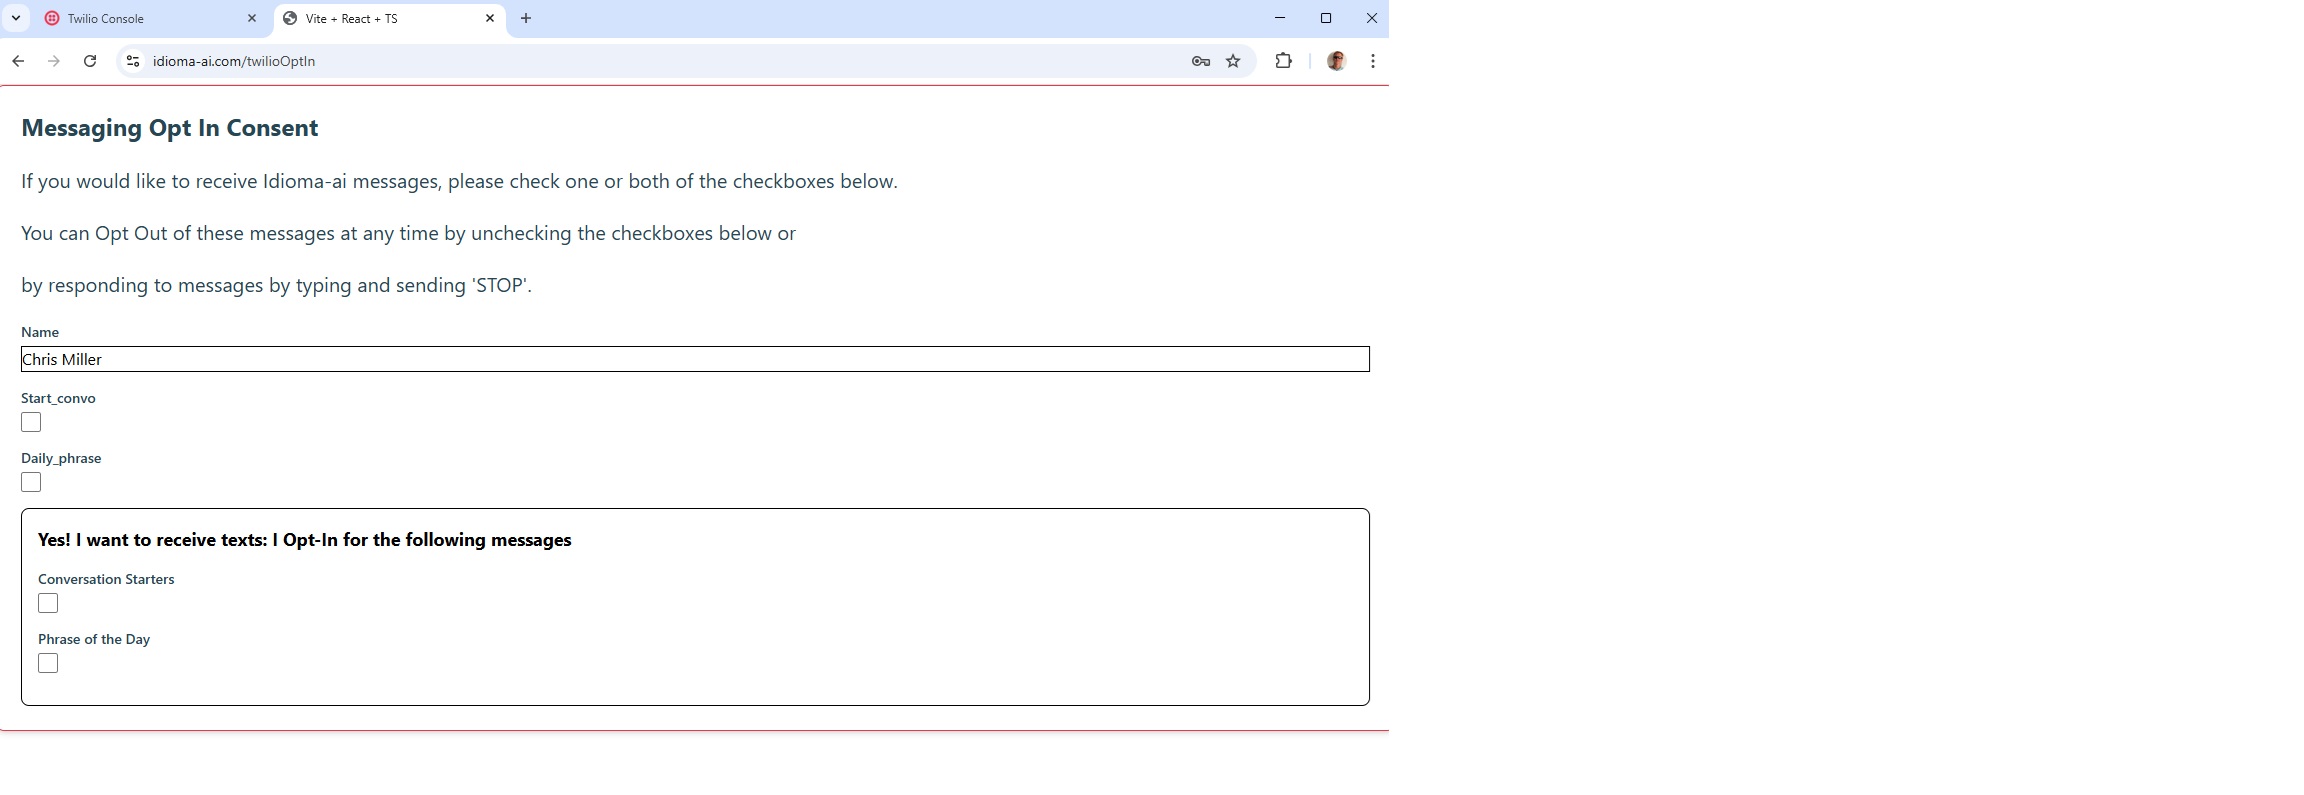 Twilio Console
Vite + React + TS
idioma-ai.com/twilioOptIn
Messaging Opt In Consent
If you would like to receive Idioma-ai messages, please check one or both of the checkboxes below.
You can Opt Out of these messages at any time by unchecking the checkboxes below or
by responding to messages by typing and sending 'STOP'.
Name
Chris Miller
Start_convo
Daily_phrase
Yes! I want to receive texts: I Opt-In for the following messages
Conversation Starters
Phrase of the Day